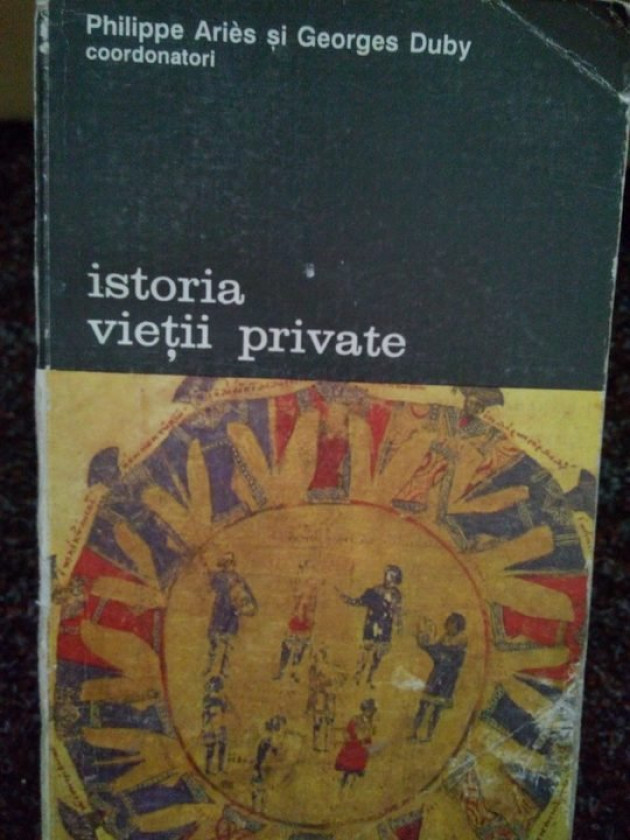 Philippe Ariès și Georges Duby
coordonatori
istoria
vieții private